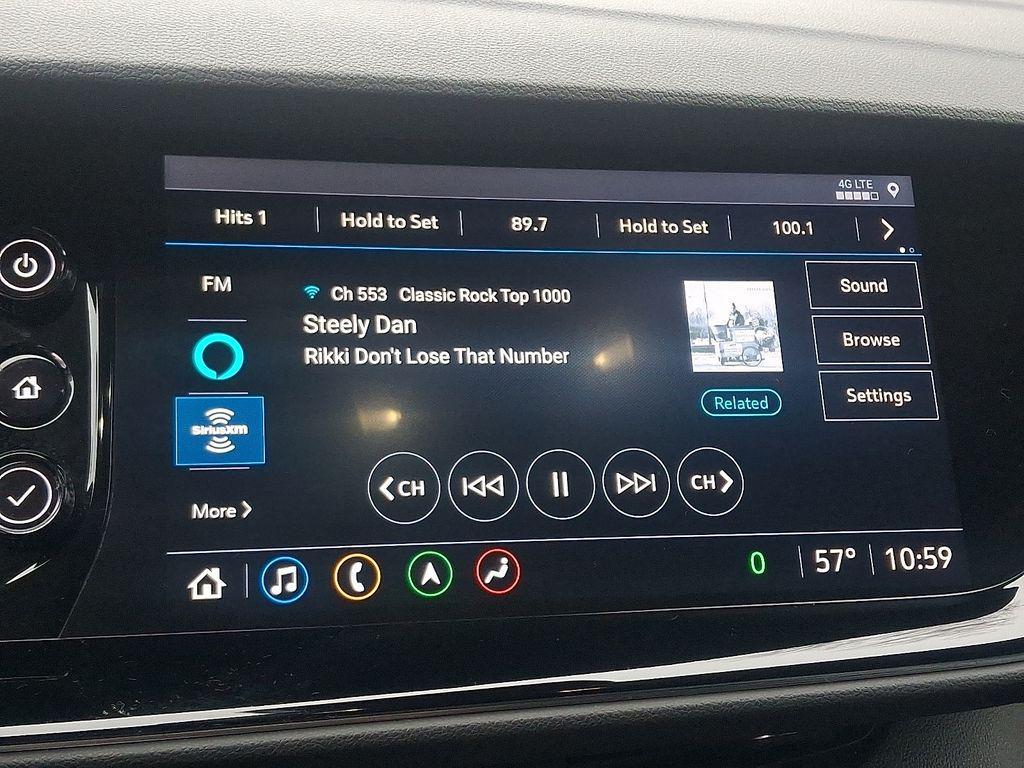 4G LTE
Hits 1 Hold to Set 89.7 Hold to Set 100.1
FM
Ch 553 Classic Rock Top 1000
Steely Dan
Rikki Don't Lose That Number
Sound
Browse
Settings
Related
SiriusXM
CH CH
More
0 57° 10:59